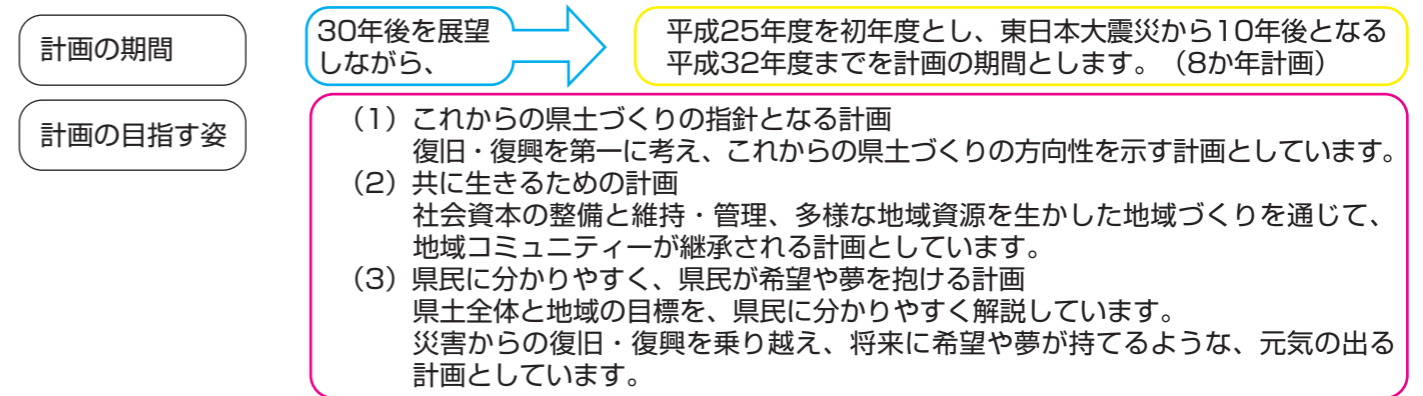 計画の期間
30年後を展望
しながら、
平成25年度を初年度とし、東日本大震災から10年後となる
平成32年度までを計画の期間とします。（8か年計画）
計画の目指す姿
（1）これからの県土づくりの指針となる計画
復旧・復興を第一に考え、これからの県土づくりの方向性を示す計画としています。
（2）共に生きるための計画
社会資本の整備と維持・管理、多様な地域資源を生かした地域づくりを通じて、
地域コミュニティーが継承される計画としています。
（3）県民に分かりやすく、県民が希望や夢を抱ける計画
県土全体と地域の目標を、県民に分かりやすく解説しています。
災害からの復旧・復興を乗り越え、将来に希望や夢が持てるような、元気の出る
計画としています。